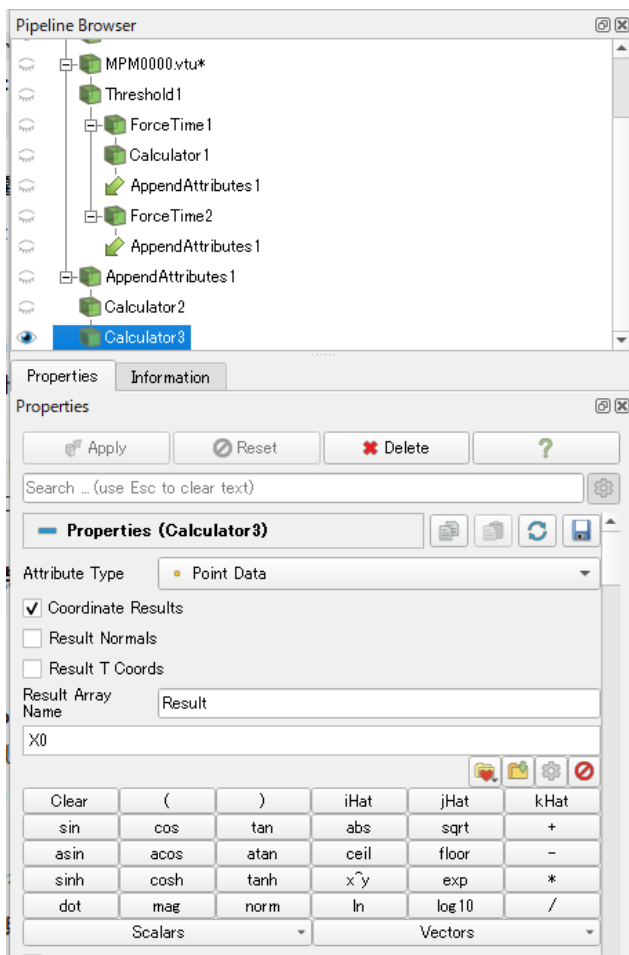 Pipeline Browser
MPM0000.vtu*
Threshold1
ForceTime1
Calculator1
AppendAttributes1
ForceTime2
AppendAttributes1
AppendAttributes1
Calculator2
Calculator3
Properties Information
Properties
Apply Reset Delete ?
Search ... (use Esc to clear text)
Properties (Calculator3)
Attribute Type Point Data
Coordinate Results
Result Normals
Result T Coords
Result Array Name Result
X0
Clear ( ) iHat jHat kHat
sin cos tan abs sqrt +
asin acos atan ceil floor -
sinh cosh tanh x^y exp *
dot mag norm ln log10 /
Scalars Vectors